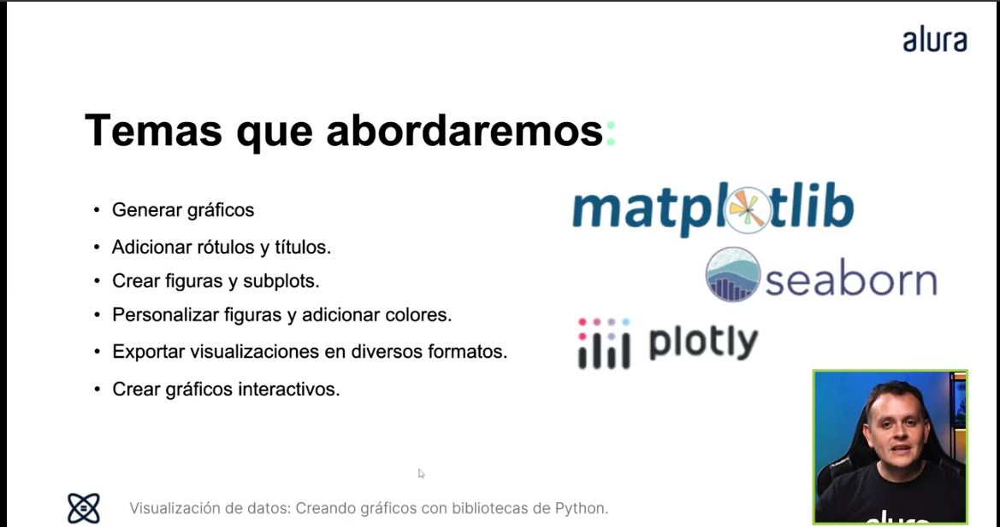 alura
Temas que abordaremos:
• Generar gráficos
• Adicionar rótulos y títulos.
• Crear figuras y subplots.
• Personalizar figuras y adicionar colores.
• Exportar visualizaciones en diversos formatos.
• Crear gráficos interactivos.
matplotlib
seaborn
plotly
alura
Visualización de datos: Creando gráficos con bibliotecas de Python.